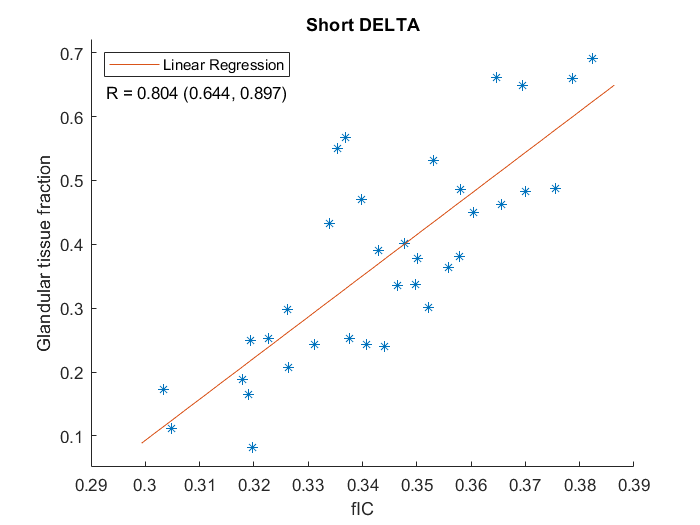 Short DELTA
Linear Regression
R = 0.804 (0.644, 0.897)
Glandular tissue fraction
0.7
0.6
0.5
0.4
0.3
0.2
0.1
0.29 0.3 0.31 0.32 0.33 0.34 0.35 0.36 0.37 0.38 0.39
fIC